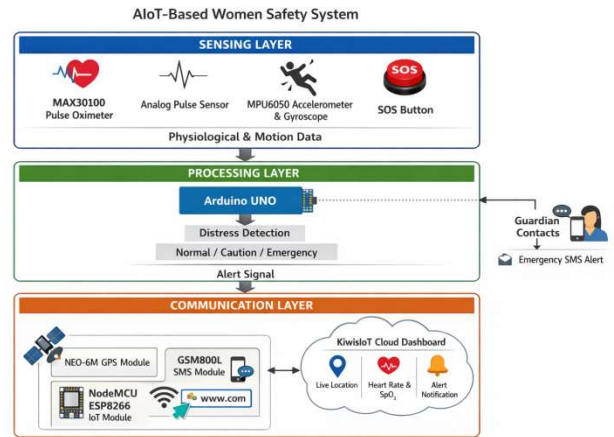 AIoT-Based Women Safety System
SENSING LAYER
MAX30100
Pulse Oximeter
Analog Pulse Sensor
MPU6050 Accelerometer
& Gyroscope
SOS
SOS Button
Physiological & Motion Data
PROCESSING LAYER
Arduino UNO
Distress Detection
Normal / Caution / Emergency
Alert Signal
Guardian
Contacts
Emergency SMS Alert
COMMUNICATION LAYER
NEO-6M GPS Module
GSM800L
SMS Module
NodeMCU
ESP8266
IoT Module
www.com
KiwisIoT Cloud Dashboard
Live Location
Heart Rate &
SpO₂
Alert
Notification